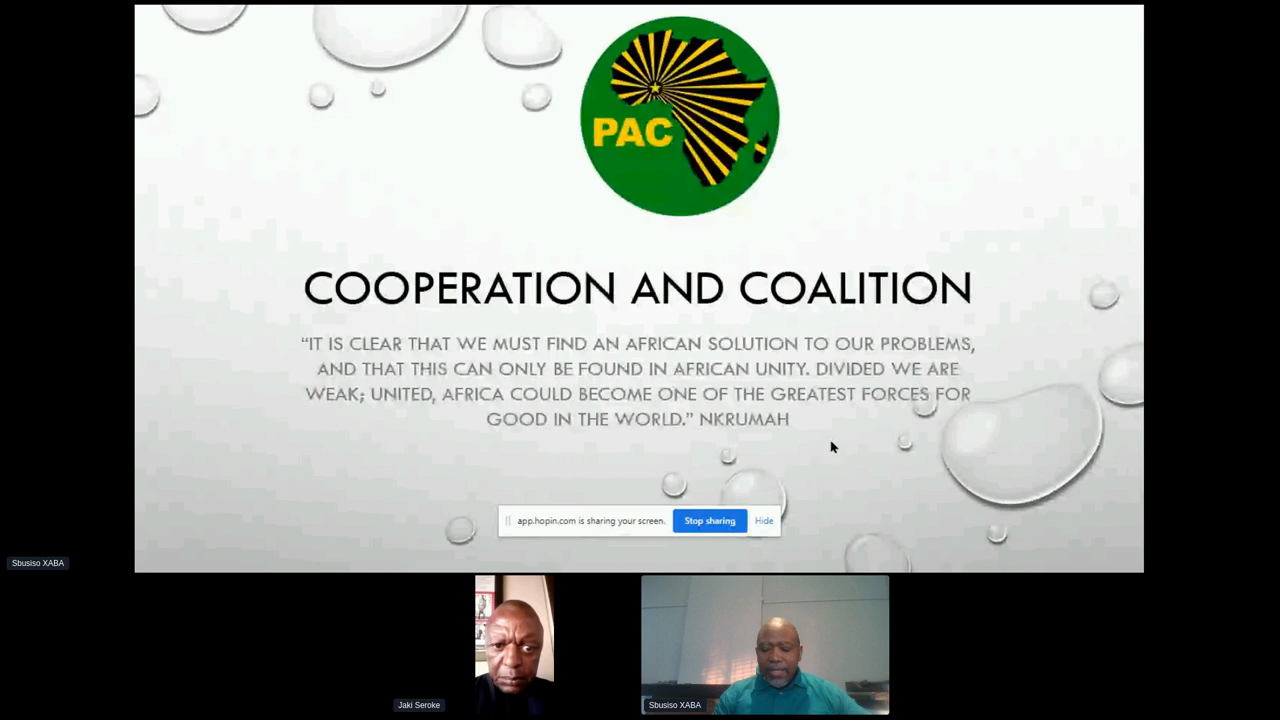 PAC
COOPERATION AND COALITION
“IT IS CLEAR THAT WE MUST FIND AN AFRICAN SOLUTION TO OUR PROBLEMS,
AND THAT THIS CAN ONLY BE FOUND IN AFRICAN UNITY. DIVIDED WE ARE
WEAK; UNITED, AFRICA COULD BECOME ONE OF THE GREATEST FORCES FOR
GOOD IN THE WORLD.” NKRUMAH
app.hopin.com is sharing your screen. Stop sharing Hide
Sbusiso XABA
Jaki Seroke
Sbusiso XABA